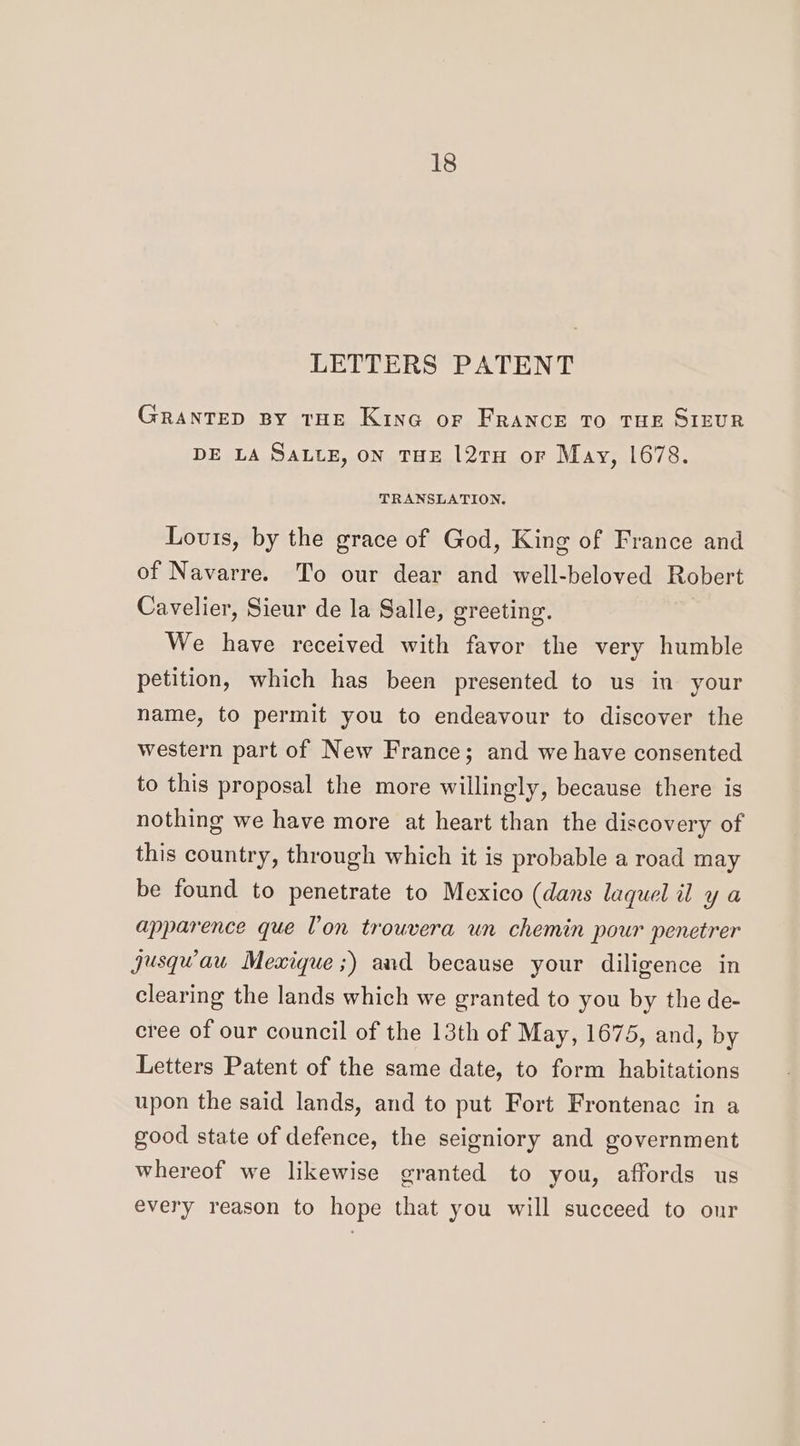 18
LETTERS PATENT
GRANTED BY THE KING OF FRANCE TO THE SIEUR
DE LA SALLE, ON THE 12TH OF MAY, 1678.
TRANSLATION.
LOUIS, by the grace of God, King of France and
of Navarre. To our dear and well-beloved Robert
Cavelier, Sieur de la Salle, greeting.
We have received with favor the very humble
petition, which has been presented to us in your
name, to permit you to endeavour to discover the
western part of New France; and we have consented
to this proposal the more willingly, because there is
nothing we have more at heart than the discovery of
this country, through which it is probable a road may
be found to penetrate to Mexico (dans laquel il y a
apparence que l'on trouvera un chemin pour penetrer
jusqu'au Mexique;) and because your diligence in
clearing the lands which we granted to you by the de-
cree of our council of the 13th of May, 1675, and, by
Letters Patent of the same date, to form habitations
upon the said lands, and to put Fort Frontenac in a
good state of defence, the seigniory and government
whereof we likewise granted to you, affords us
every reason to hope that you will succeed to our